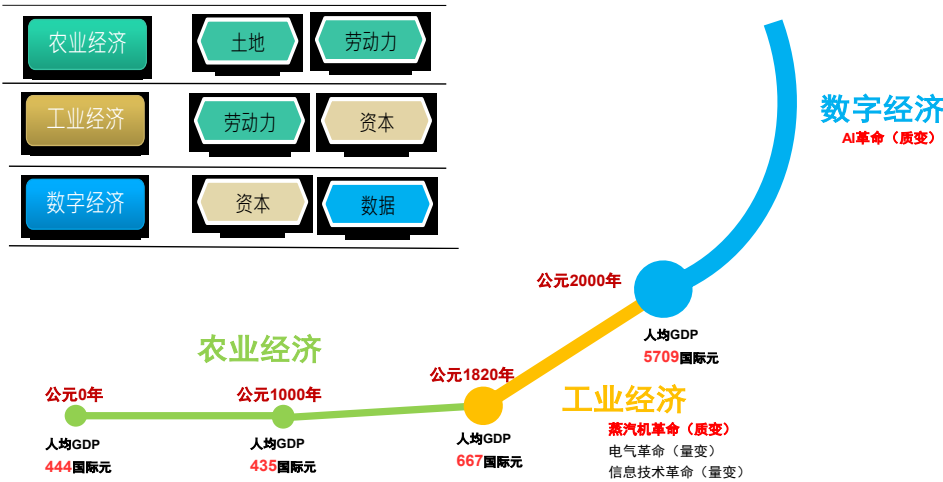 农业经济
土地
劳动力
工业经济
劳动力
资本
数字经济
资本
数据
数字经济
AI革命（质变）
公元2000年
人均GDP
5709国际元
农业经济
公元0年
公元1000年
公元1820年
人均GDP
444国际元
人均GDP
435国际元
人均GDP
667国际元
工业经济
蒸汽机革命（质变）
电气革命（量变）
信息技术革命（量变）